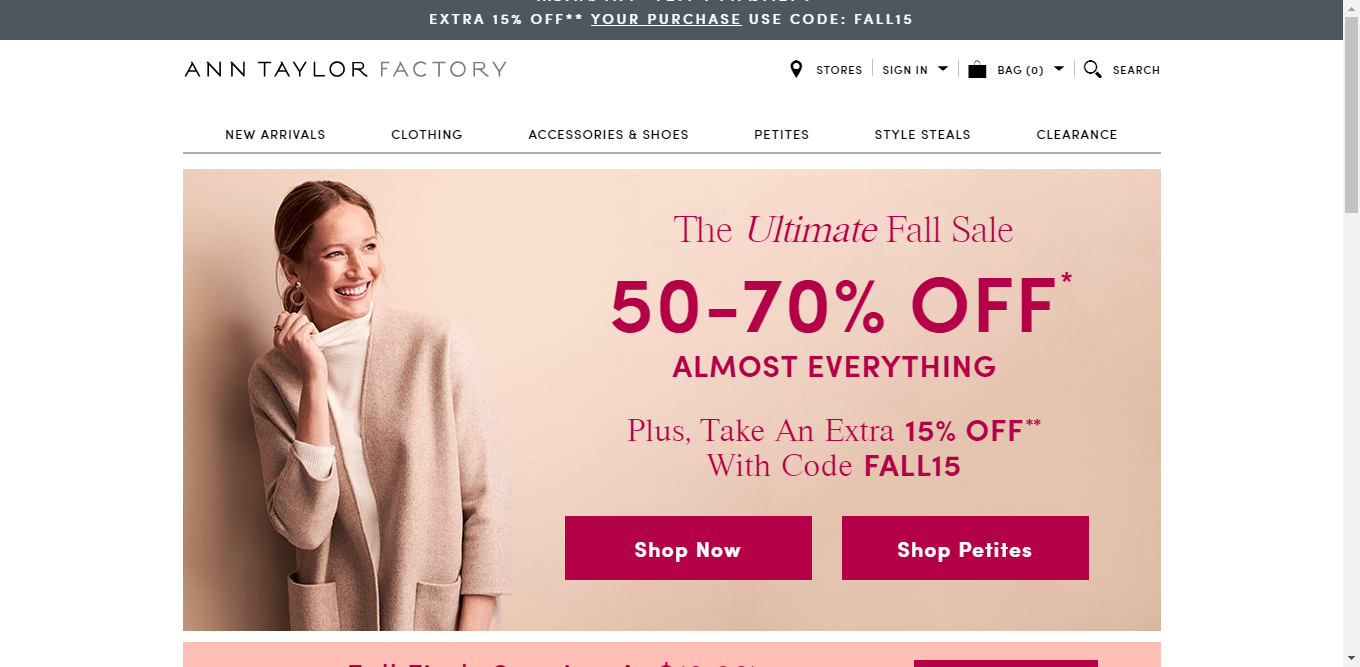 EXTRA 15% OFF** YOUR PURCHASE USE CODE: FALL15
ANN TAYLOR FACTORY
STORES
SIGN IN
BAG (0)
SEARCH
NEW ARRIVALS
CLOTHING
ACCESSORIES & SHOES
PETITES
STYLE STEALS
CLEARANCE
The Ultimate Fall Sale
50-70% OFF*
ALMOST EVERYTHING
Plus, Take An Extra 15% OFF**
With Code FALL15
Shop Now
Shop Petites